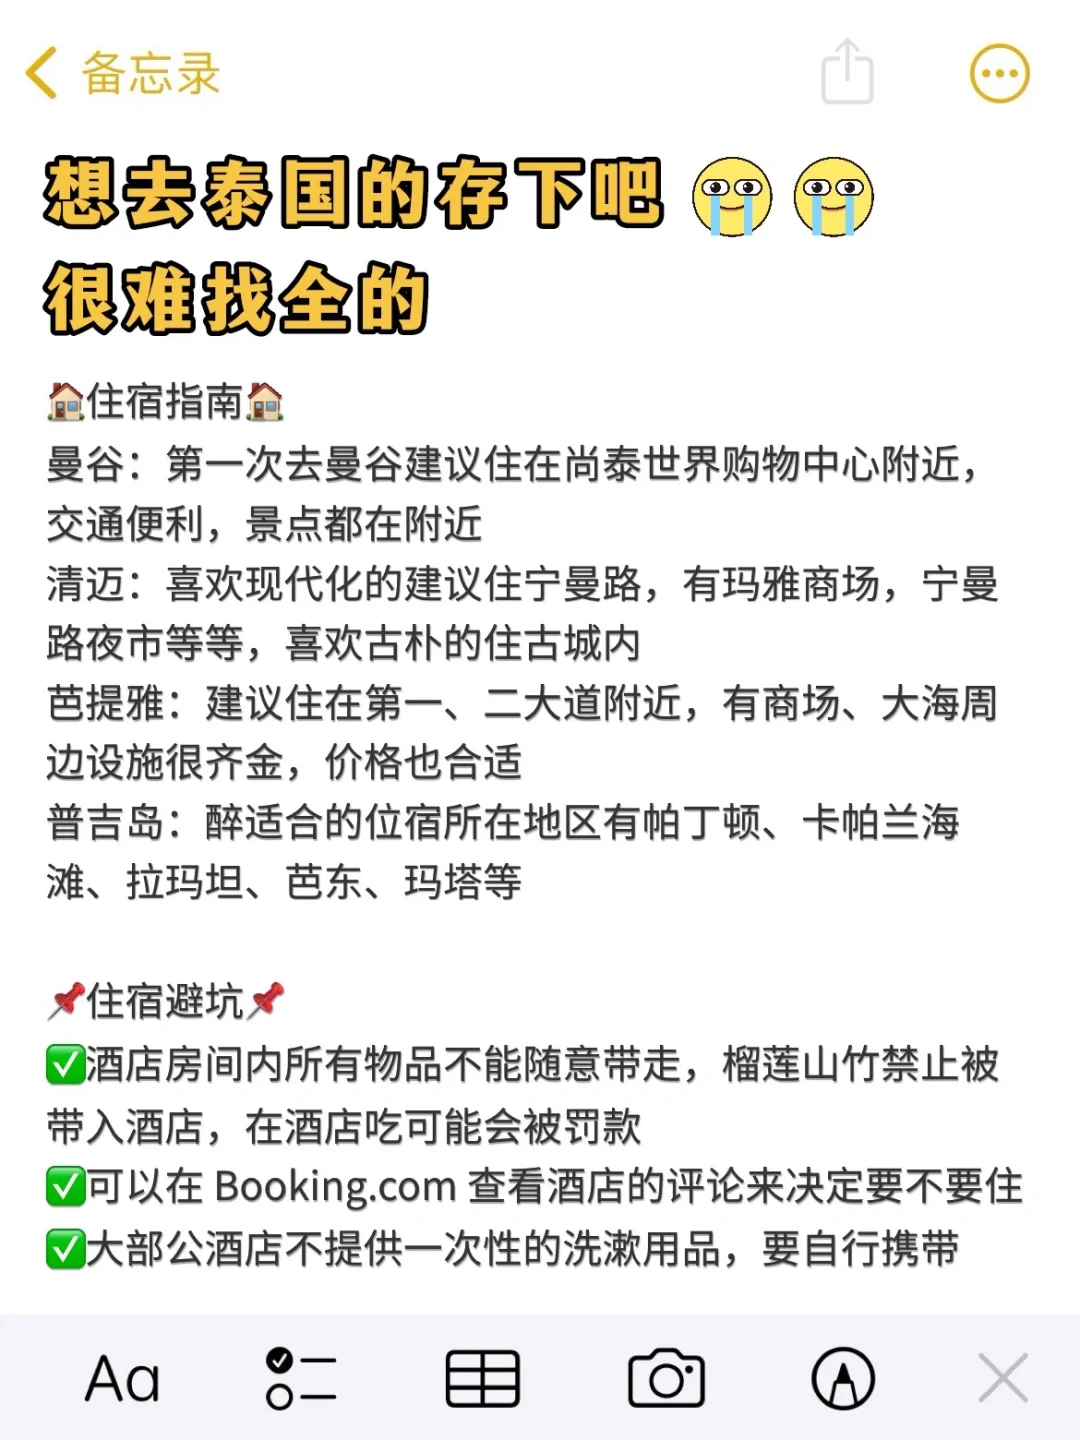 备忘录
想去泰国的存下吧
很难找全的
住宿指南
曼谷：第一次去曼谷建议住在尚泰世界购物中心附近，
交通便利，景点都在附近
清迈：喜欢现代化的建议住宁曼路，有玛雅商场，宁曼
路夜市等等，喜欢古朴的住古城内
芭提雅：建议住在第一、二大道附近，有商场、大海周
边设施很齐金，价格也合适
普吉岛：醉适合的位宿所在地区有帕丁顿、卡帕兰海
滩、拉玛坦、芭东、玛塔等
住宿避坑
酒店房间内所有物品不能随意带走，榴莲山竹禁止被
带入酒店，在酒店吃可能会被罚款
可以在 Booking.com 查看酒店的评论来决定要不要住
大部公酒店不提供一次性的洗漱用品，要自行携带
Aa